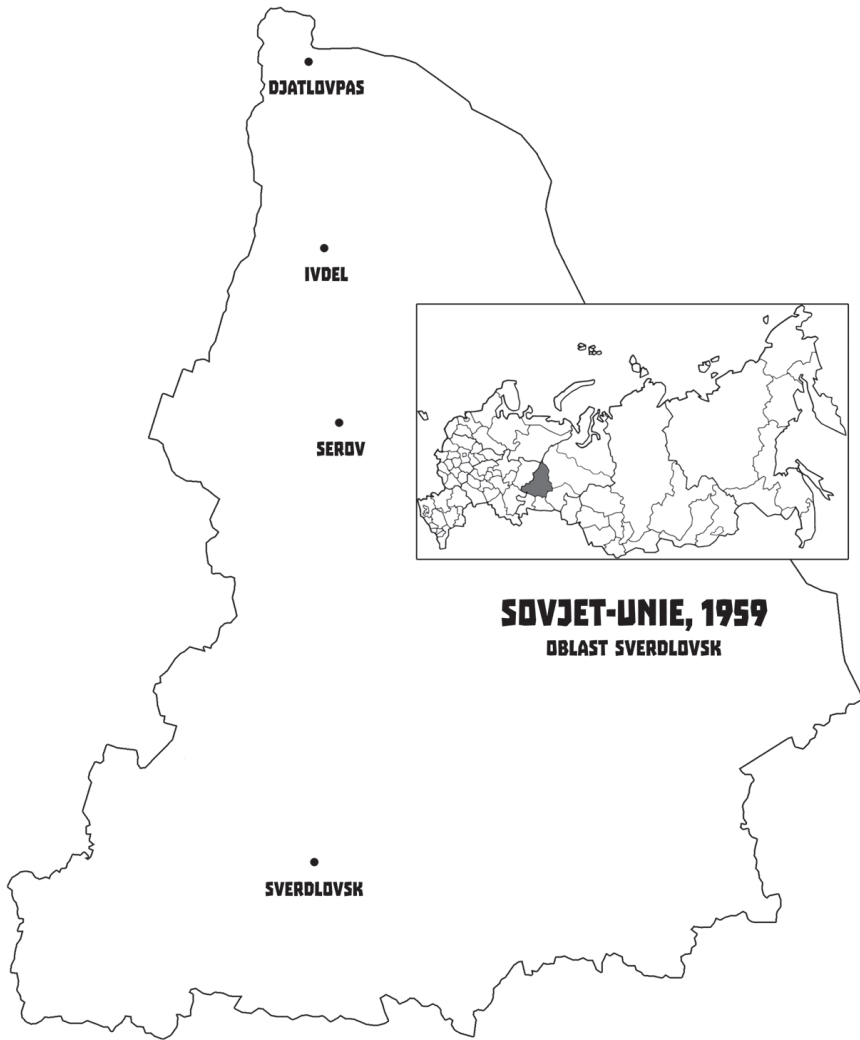 DJATLOVPAS
IVDEL
SEROV
SOVJET-UNIE, 1959
OBLAST SVERDLOVSK
SVERDLOVSK